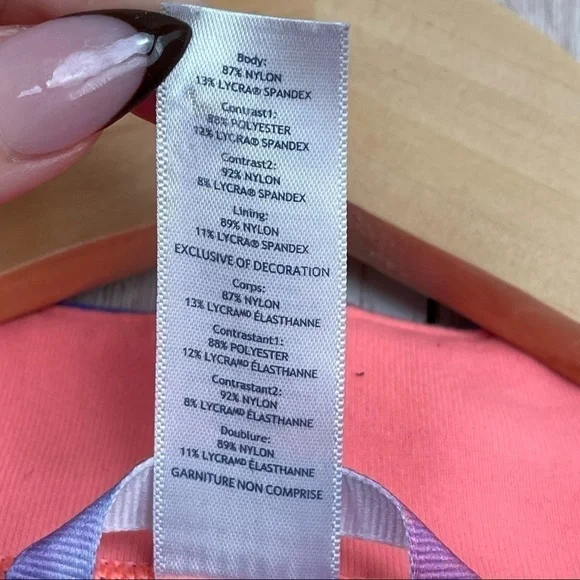 Body:
87% NYLON
13% LYCRA® SPANDEX
Contrast1:
88% POLYESTER
12% LYCRA® SPANDEX
Contrast2:
92% NYLON
8% LYCRA® SPANDEX
Lining:
89% NYLON
11% LYCRA® SPANDEX
EXCLUSIVE OF DECORATION
Corps:
87% NYLON
13% LYCRAᴹᴰ ÉLASTHANNE
Contrastant1:
88% POLYESTER
12% LYCRAᴹᴰ ÉLASTHANNE
Contrastant2:
92% NYLON
8% LYCRAᴹᴰ ÉLASTHANNE
Doublure:
89% NYLON
11% LYCRAᴹᴰ ÉLASTHANNE
GARNITURE NON COMPRISE